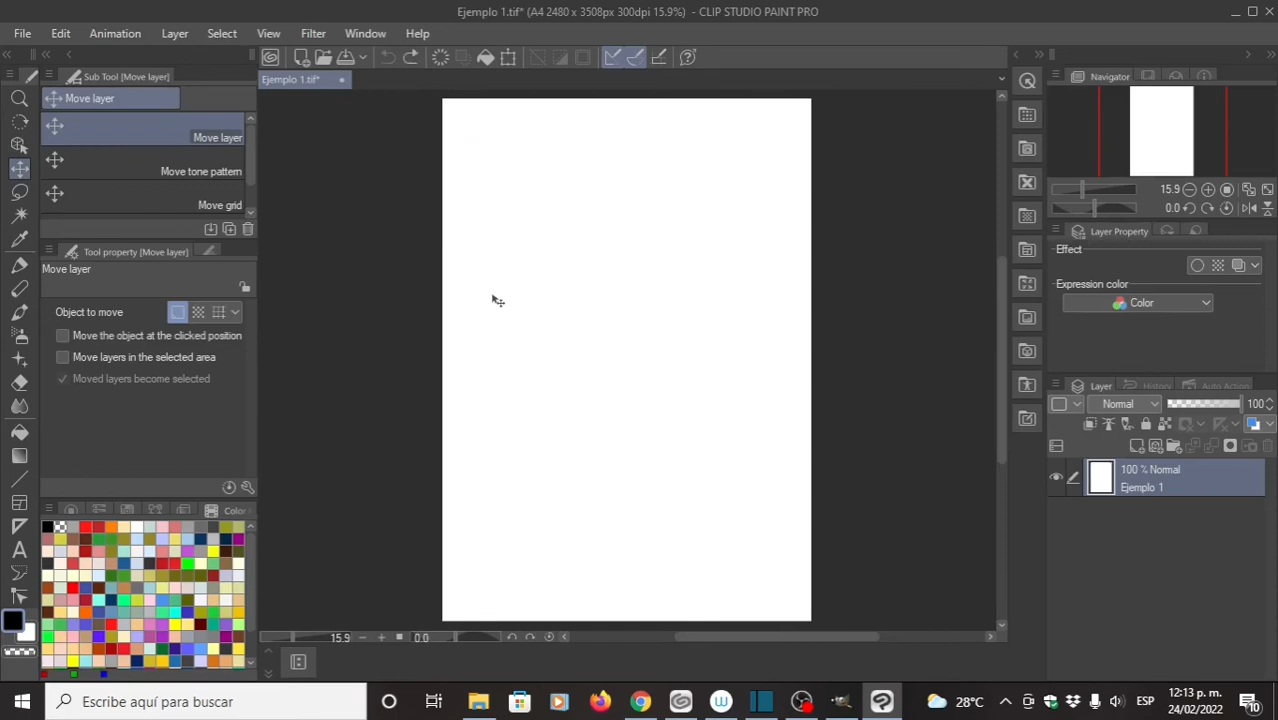 Ejemplo 1.tif* (A4 2480 x 3508px 300dpi 15.9%) - CLIP STUDIO PAINT PRO
File Edit Animation Layer Select View Filter Window Help
Sub Tool [Move layer]
Ejemplo 1.tif*
Navigator
Move layer
Move layer
Move tone pattern
Move grid
15.9
0.0
Tool property [Move layer]
Layer Property
Move layer
Effect
Expression color
Object to move
Color
Move the object at the clicked position
Move layers in the selected area
Moved layers become selected
Layer History Auto Action
Normal 100
100 % Normal
Ejemplo 1
Color
15.9 0.0
Escribe aquí para buscar
28°C
ESP
12:13 p. m.
24/02/2022
10